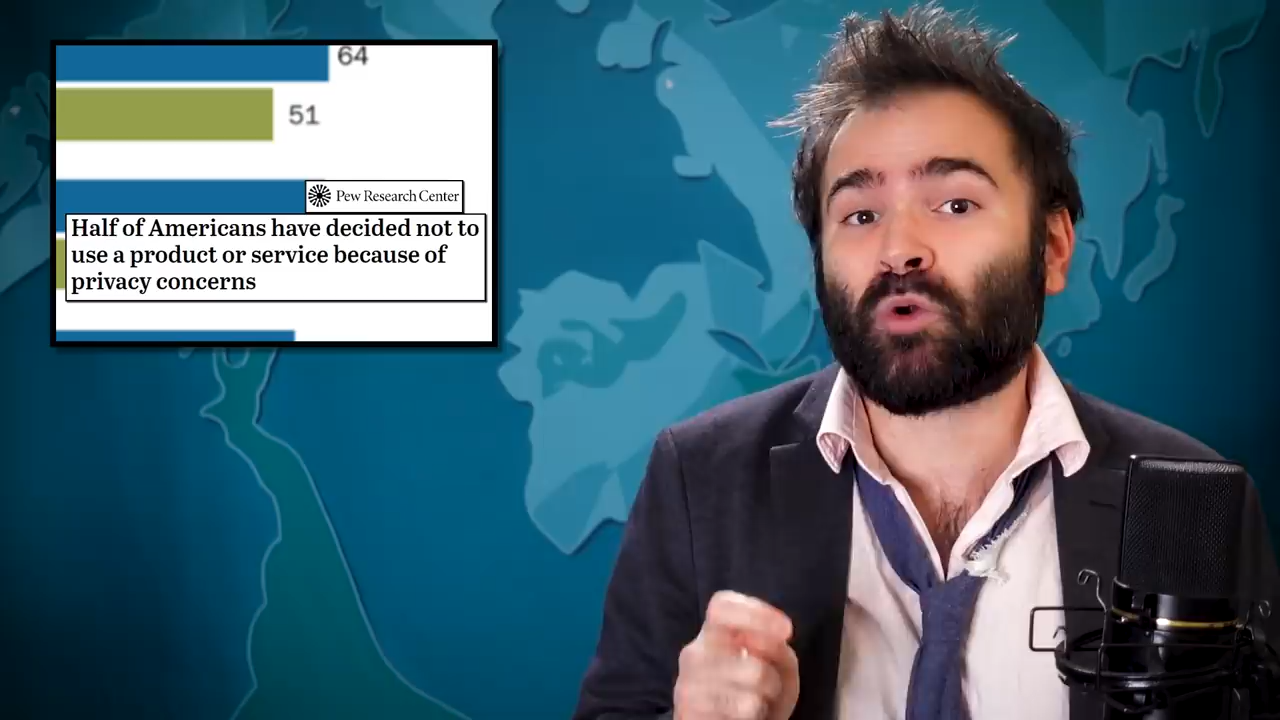 64
51
Pew Research Center
Half of Americans have decided not to
use a product or service because of
privacy concerns